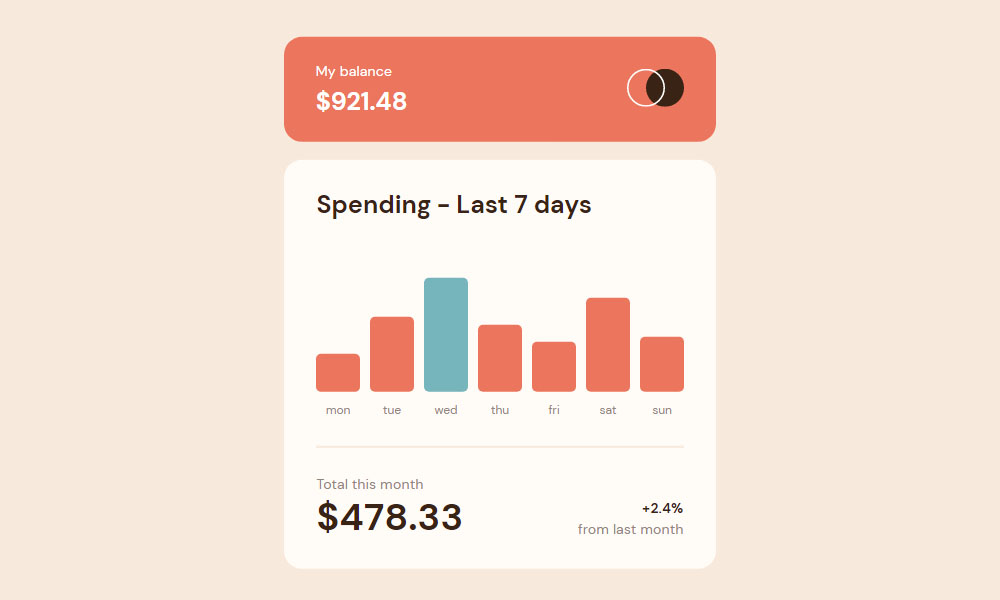 My balance
$921.48
Spending - Last 7 days
mon tue wed thu fri sat sun
Total this month
$478.33
+2.4%
from last month